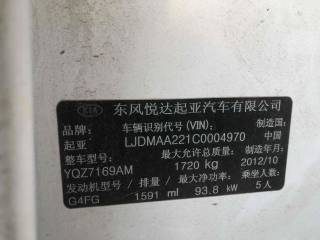 KIA 东风悦达起亚汽车有限公司
品牌: 车辆识别代号(VIN): 制造国:
起亚 LJDMAA221C0004970 中国
整车型号: 最大允许总质量: 制造年月:
YQZ7169AM 1720 kg 2012/10
发动机型号 / 排量 / 最大净功率 乘坐人数
G4FG 1591 ml 93.8 kW 5人